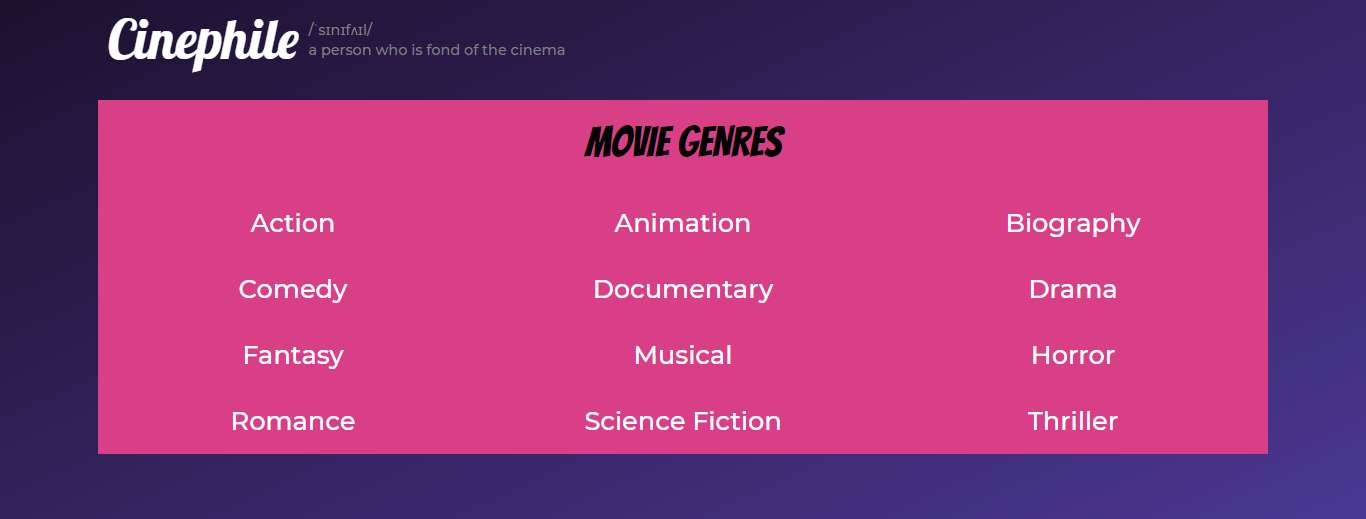 Cinephile
/ˈsɪnɪfʌɪl/
a person who is fond of the cinema
MOVIE GENRES
Action Animation Biography
Comedy Documentary Drama
Fantasy Musical Horror
Romance Science Fiction Thriller